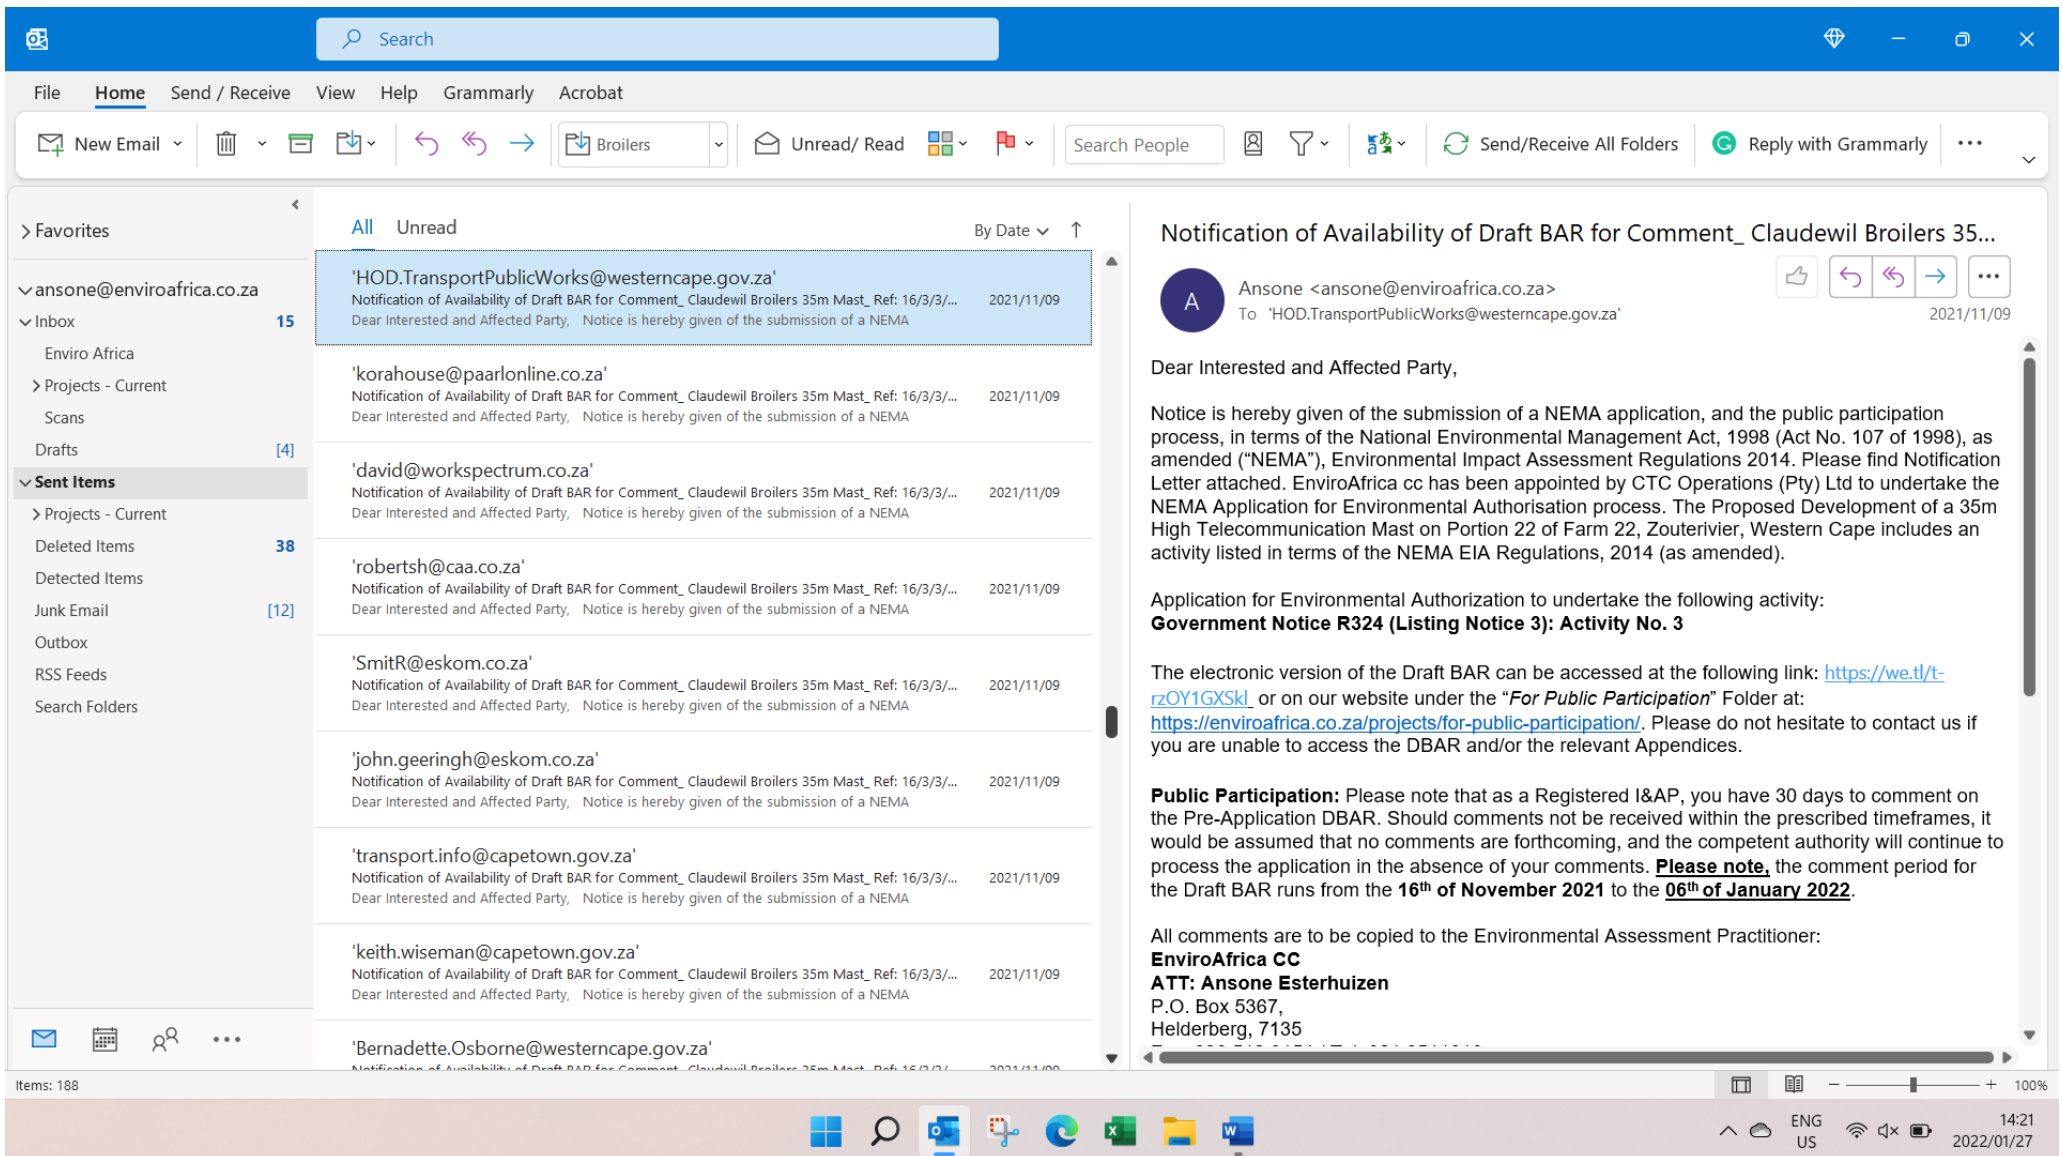 Search
File Home Send / Receive View Help Grammarly Acrobat
New Email Broilers Unread/ Read Search People Send/Receive All Folders Reply with Grammarly
Favorites
ansone@enviroafrica.co.za
Inbox 15
Enviro Africa
Projects - Current
Scans
Drafts [4]
Sent Items
Projects - Current
Deleted Items 38
Detected Items
Junk Email [12]
Outbox
RSS Feeds
Search Folders
All Unread By Date
'HOD.TransportPublicWorks@westerncape.gov.za'
Notification of Availability of Draft BAR for Comment_ Claudewil Broilers 35m Mast_ Ref: 16/3/3/... 2021/11/09
Dear Interested and Affected Party, Notice is hereby given of the submission of a NEMA
'korahouse@paarlonline.co.za'
Notification of Availability of Draft BAR for Comment_ Claudewil Broilers 35m Mast_ Ref: 16/3/3/... 2021/11/09
Dear Interested and Affected Party, Notice is hereby given of the submission of a NEMA
'david@workspectrum.co.za'
Notification of Availability of Draft BAR for Comment_ Claudewil Broilers 35m Mast_ Ref: 16/3/3/... 2021/11/09
Dear Interested and Affected Party, Notice is hereby given of the submission of a NEMA
'robertsh@caa.co.za'
Notification of Availability of Draft BAR for Comment_ Claudewil Broilers 35m Mast_ Ref: 16/3/3/... 2021/11/09
Dear Interested and Affected Party, Notice is hereby given of the submission of a NEMA
'SmitR@eskom.co.za'
Notification of Availability of Draft BAR for Comment_ Claudewil Broilers 35m Mast_ Ref: 16/3/3/... 2021/11/09
Dear Interested and Affected Party, Notice is hereby given of the submission of a NEMA
'john.geeringh@eskom.co.za'
Notification of Availability of Draft BAR for Comment_ Claudewil Broilers 35m Mast_ Ref: 16/3/3/... 2021/11/09
Dear Interested and Affected Party, Notice is hereby given of the submission of a NEMA
'transport.info@capetown.gov.za'
Notification of Availability of Draft BAR for Comment_ Claudewil Broilers 35m Mast_ Ref: 16/3/3/... 2021/11/09
Dear Interested and Affected Party, Notice is hereby given of the submission of a NEMA
'keith.wiseman@capetown.gov.za'
Notification of Availability of Draft BAR for Comment_ Claudewil Broilers 35m Mast_ Ref: 16/3/3/... 2021/11/09
Dear Interested and Affected Party, Notice is hereby given of the submission of a NEMA
'Bernadette.Osborne@westerncape.gov.za'
Notification of Availability of Draft BAR for Comment_ Claudewil Broilers 35m Mast_ Ref: 16/3/3/... 2021/11/09
Notification of Availability of Draft BAR for Comment_ Claudewil Broilers 35...
A
Ansone <ansone@enviroafrica.co.za>
To 'HOD.TransportPublicWorks@westerncape.gov.za' 2021/11/09
Dear Interested and Affected Party,
Notice is hereby given of the submission of a NEMA application, and the public participation
process, in terms of the National Environmental Management Act, 1998 (Act No. 107 of 1998), as
amended (“NEMA”), Environmental Impact Assessment Regulations 2014. Please find Notification
Letter attached. EnviroAfrica cc has been appointed by CTC Operations (Pty) Ltd to undertake the
NEMA Application for Environmental Authorisation process. The Proposed Development of a 35m
High Telecommunication Mast on Portion 22 of Farm 22, Zouterivier, Western Cape includes an
activity listed in terms of the NEMA EIA Regulations, 2014 (as amended).
Application for Environmental Authorization to undertake the following activity:
Government Notice R324 (Listing Notice 3): Activity No. 3
The electronic version of the Draft BAR can be accessed at the following link: https://we.tl/t-
rzOY1GXSkl or on our website under the “For Public Participation” Folder at:
https://enviroafrica.co.za/projects/for-public-participation/. Please do not hesitate to contact us if
you are unable to access the DBAR and/or the relevant Appendices.
Public Participation: Please note that as a Registered I&AP, you have 30 days to comment on
the Pre-Application DBAR. Should comments not be received within the prescribed timeframes, it
would be assumed that no comments are forthcoming, and the competent authority will continue to
process the application in the absence of your comments. Please note, the comment period for
the Draft BAR runs from the 16th of November 2021 to the 06th of January 2022.
All comments are to be copied to the Environmental Assessment Practitioner:
EnviroAfrica CC
ATT: Ansone Esterhuizen
P.O. Box 5367,
Helderberg, 7135
Items: 188 100%
ENG 14:21
US 2022/01/27